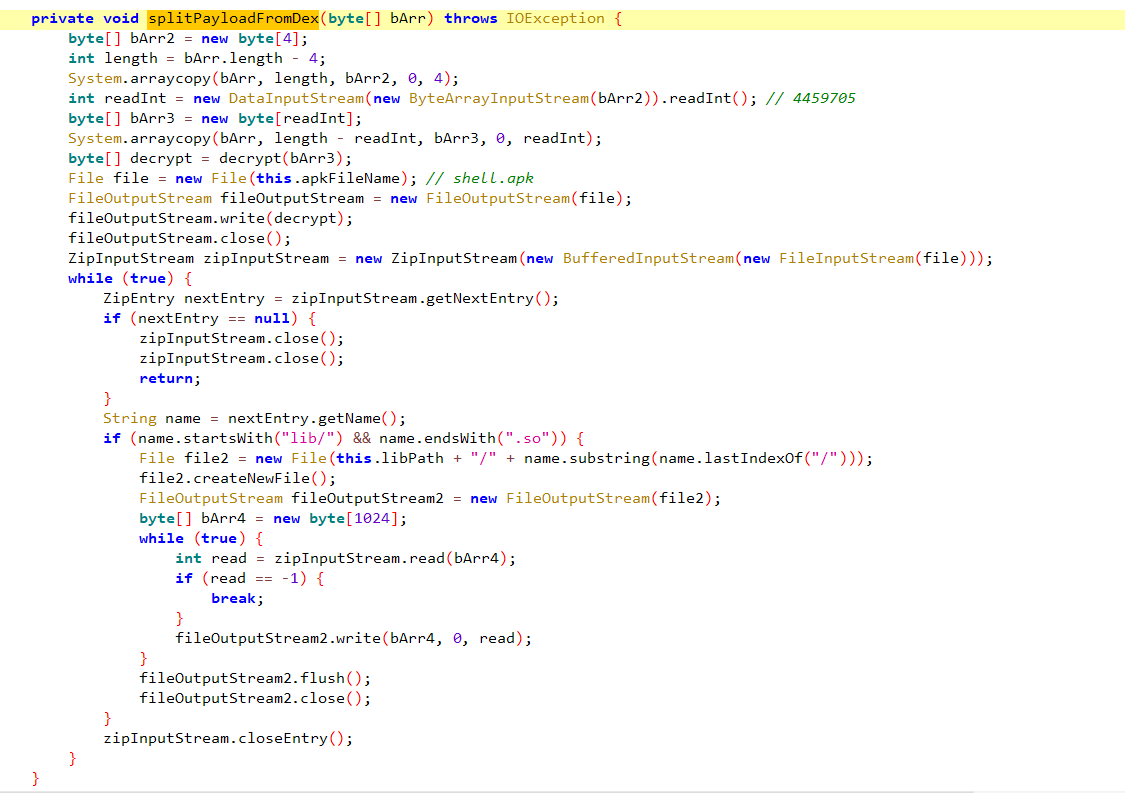 private void splitPayloadFromDex(byte[] bArr) throws IOException {
    byte[] bArr2 = new byte[4];
    int length = bArr.length - 4;
    System.arraycopy(bArr, length, bArr2, 0, 4);
    int readInt = new DataInputStream(new ByteArrayInputStream(bArr2)).readInt(); // 4459705
    byte[] bArr3 = new byte[readInt];
    System.arraycopy(bArr, length - readInt, bArr3, 0, readInt);
    byte[] decrypt = decrypt(bArr3);
    File file = new File(this.apkFileName); // shell.apk
    FileOutputStream fileOutputStream = new FileOutputStream(file);
    fileOutputStream.write(decrypt);
    fileOutputStream.close();
    ZipInputStream zipInputStream = new ZipInputStream(new BufferedInputStream(new FileInputStream(file)));
    while (true) {
        ZipEntry nextEntry = zipInputStream.getNextEntry();
        if (nextEntry == null) {
            zipInputStream.close();
            zipInputStream.close();
            return;
        }
        String name = nextEntry.getName();
        if (name.startsWith("lib/") && name.endsWith(".so")) {
            File file2 = new File(this.libPath + "/" + name.substring(name.lastIndexOf("/")));
            file2.createNewFile();
            FileOutputStream fileOutputStream2 = new FileOutputStream(file2);
            byte[] bArr4 = new byte[1024];
            while (true) {
                int read = zipInputStream.read(bArr4);
                if (read == -1) {
                    break;
                }
                fileOutputStream2.write(bArr4, 0, read);
            }
            fileOutputStream2.flush();
            fileOutputStream2.close();
        }
        zipInputStream.closeEntry();
    }
}